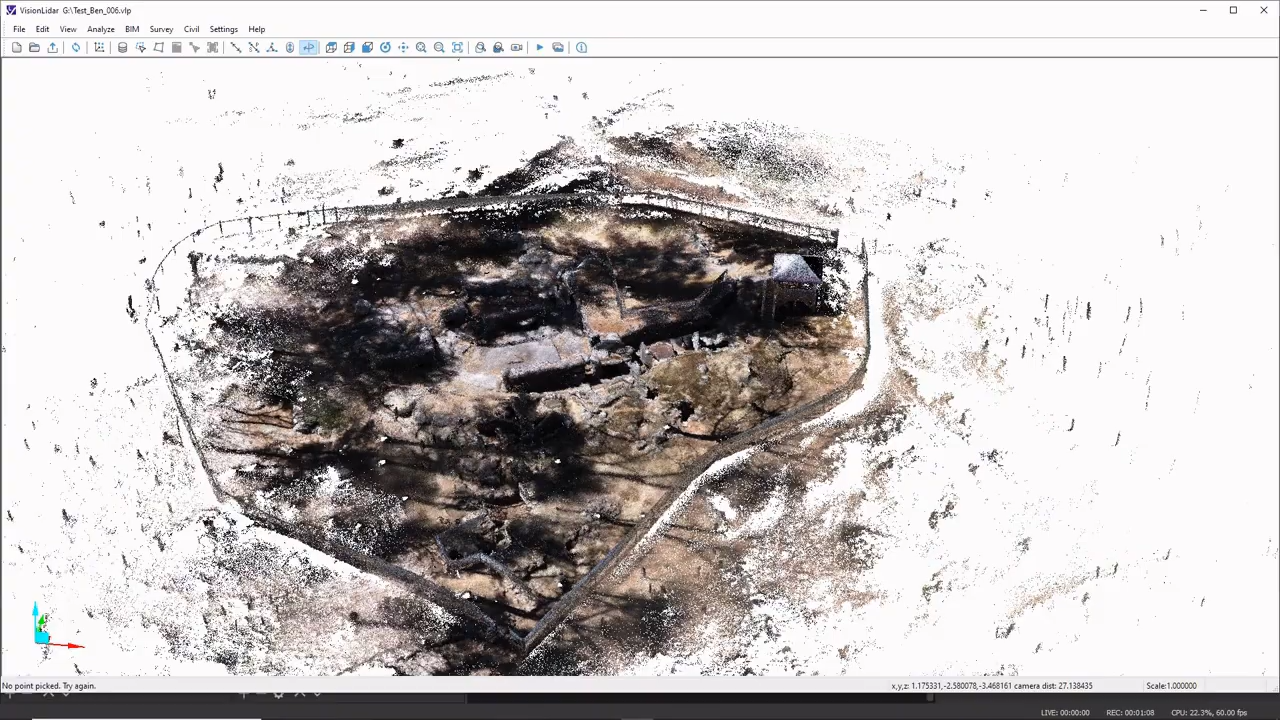 VisionLidar G:\Test_Ben_006.vlp
File Edit View Analyze BIM Survey Civil Settings Help
No point picked. Try again. x,y,z: 1.175331,-2.580078,-3.468161 camera dist: 27.138435 Scale:1.000000
LIVE: 00:00:00 REC: 00:01:08 CPU: 22.3%, 60.00 fps